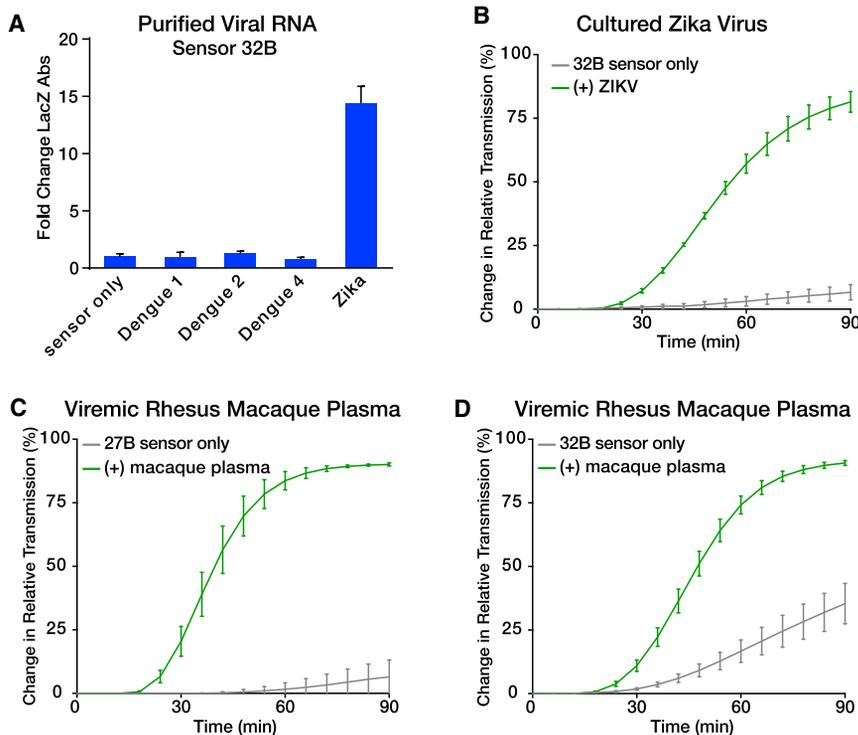 A
Purified Viral RNA
Sensor 32B
Fold Change LacZ Abs
20
15
10
5
0
sensor only
Dengue 1
Dengue 2
Dengue 4
Zika
B
Cultured Zika Virus
Change in Relative Transmission (%)
100
75
50
25
0
32B sensor only
(+) ZIKV
0 30 60 90
Time (min)
C
Viremic Rhesus Macaque Plasma
Change in Relative Transmission (%)
100
75
50
25
0
27B sensor only
(+) macaque plasma
0 30 60 90
Time (min)
D
Viremic Rhesus Macaque Plasma
Change in Relative Transmission (%)
100
75
50
25
0
32B sensor only
(+) macaque plasma
0 30 60 90
Time (min)